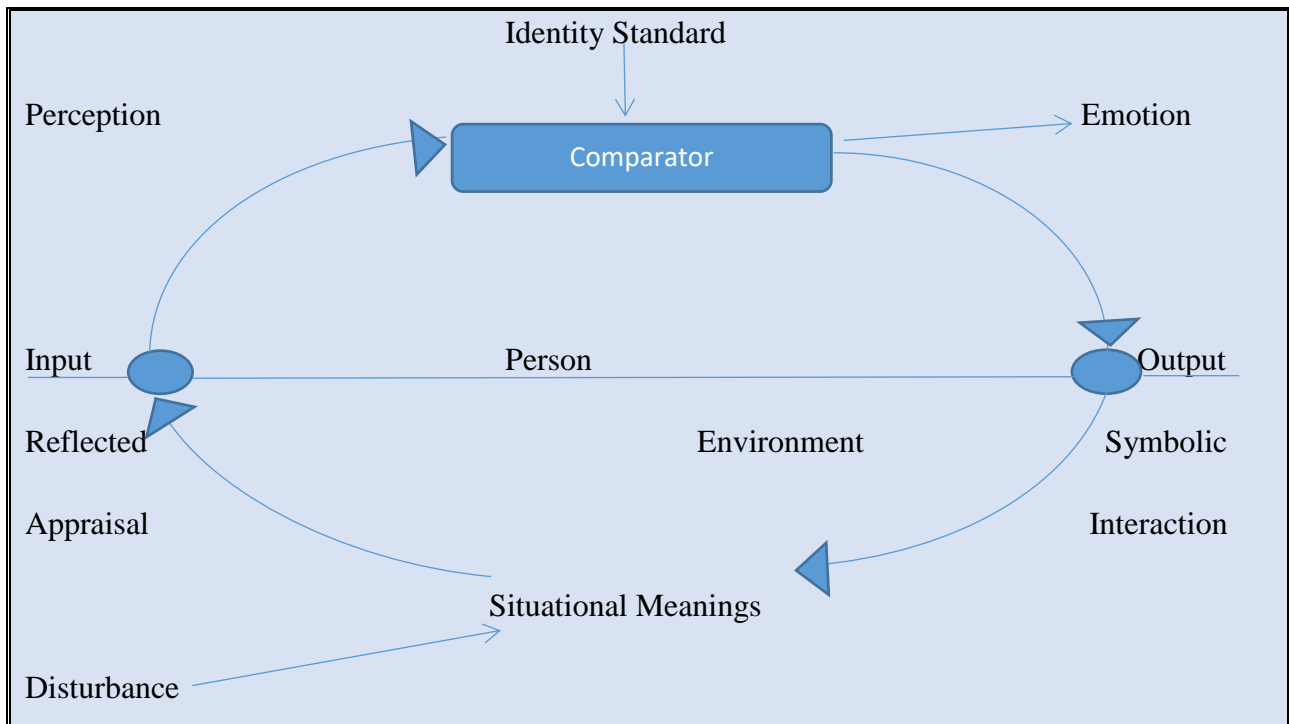 Identity Standard
Perception
Emotion
Comparator
Input
Person
Output
Reflected
Environment
Symbolic
Appraisal
Interaction
Situational Meanings
Disturbance